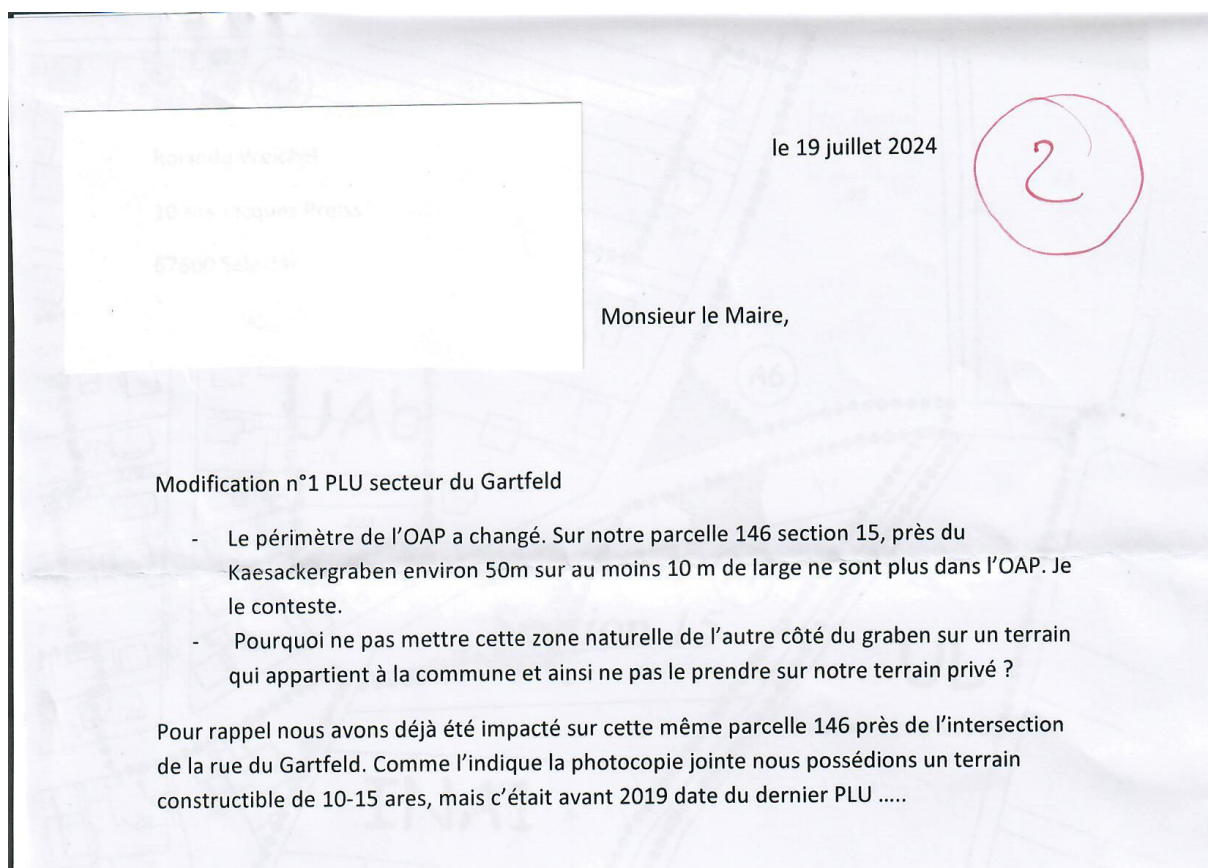 le 19 juillet 2024
2
Monsieur le Maire,
UAb
A6
Modification n°1 PLU secteur du Gartfeld
- Le périmètre de l'OAP a changé. Sur notre parcelle 146 section 15, près du
Kaesackergraben environ 50m sur au moins 10 m de large ne sont plus dans l'OAP. Je
le conteste.
- Pourquoi ne pas mettre cette zone naturelle de l'autre côté du graben sur un terrain
qui appartient à la commune et ainsi ne pas le prendre sur notre terrain privé ?
Pour rappel nous avons déjà été impacté sur cette même parcelle 146 près de l'intersection
de la rue du Gartfeld. Comme l'indique la photocopie jointe nous possédions un terrain
constructible de 10-15 ares, mais c'était avant 2019 date du dernier PLU .....